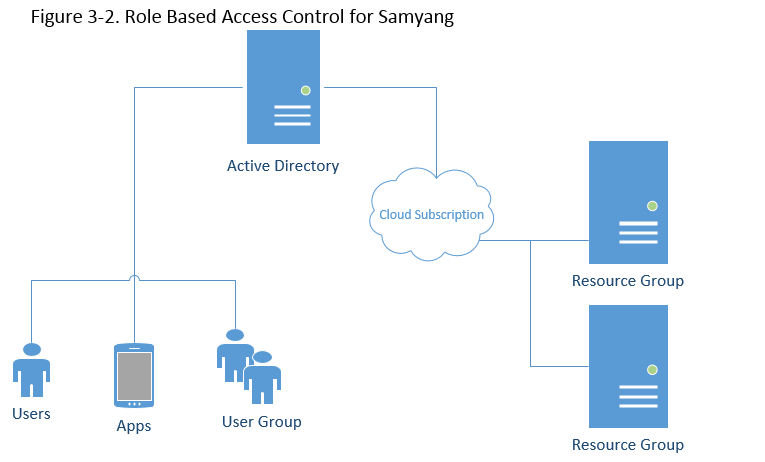 Figure 3-2. Role Based Access Control for Samyang
Active Directory
Cloud Subscription
Resource Group
Users
Apps
User Group
Resource Group